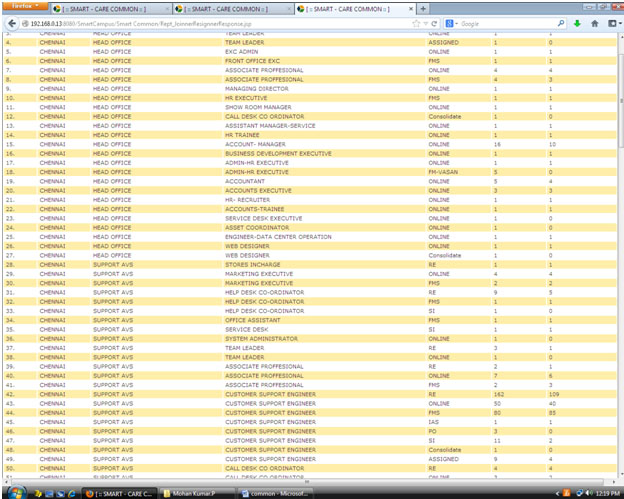 Firefox
[ :: SMART - CARE COMMON :: ] [ :: SMART - CARE COMMON :: ] [ :: SMART - CARE COMMON :: ]
192.168.0.13:8080/SmartCampus/Smart Common/Rept_JoinnerResignnerResponse.jsp Google
3. CHENNAI HEAD OFFICE TEAM LEADER ONLINE 1 1
4. CHENNAI HEAD OFFICE TEAM LEADER ASSIGNED 1 0
5. CHENNAI HEAD OFFICE EXC ADMIN ONLINE 1 1
6. CHENNAI HEAD OFFICE FRONT OFFICE EXC FMS 1 1
7. CHENNAI HEAD OFFICE ASSOCIATE PROFFESIONAL ONLINE 4 4
8. CHENNAI HEAD OFFICE ASSOCIATE PROFFESIONAL FMS 4 3
9. CHENNAI HEAD OFFICE MANAGING DIRECTOR ONLINE 1 1
10. CHENNAI HEAD OFFICE HR EXECUTIVE FMS 1 1
11. CHENNAI HEAD OFFICE SHOW ROOM MANAGER ONLINE 1 1
12. CHENNAI HEAD OFFICE CALL DESK CO ORDINATOR Consolidate 1 0
13. CHENNAI HEAD OFFICE ASSISTANT MANAGER-SERVICE ONLINE 1 1
14. CHENNAI HEAD OFFICE HR TRAINEE ONLINE 1 1
15. CHENNAI HEAD OFFICE ACCOUNT- MANAGER ONLINE 16 10
16. CHENNAI HEAD OFFICE BUSINESS DEVELOPMENT EXECUTIVE ONLINE 1 1
17. CHENNAI HEAD OFFICE ADMIN-HR EXECUTIVE ONLINE 1 1
18. CHENNAI HEAD OFFICE ADMIN-HR EXECUTIVE FM-VASAN 5 0
19. CHENNAI HEAD OFFICE ACCOUNTANT ONLINE 5 4
20. CHENNAI HEAD OFFICE ACCOUNTS EXECUTIVE ONLINE 3 3
21. CHENNAI HEAD OFFICE HR- RECRUITER ONLINE 1 1
22. CHENNAI HEAD OFFICE ACCOUNTS-TRAINEE ONLINE 1 1
23. CHENNAI HEAD OFFICE SERVICE DESK EXECUTIVE ONLINE 1 0
24. CHENNAI HEAD OFFICE ASSET COORDINATOR ONLINE 1 0
25. CHENNAI HEAD OFFICE ENGINEER-DATA CENTER OPERATION ONLINE 1 1
26. CHENNAI HEAD OFFICE WEB DESIGNER ONLINE 1 1
27. CHENNAI HEAD OFFICE WEB DESIGNER Consolidate 1 0
28. CHENNAI SUPPORT AVS STORES INCHARGE RE 1 1
29. CHENNAI SUPPORT AVS MARKETING EXECUTIVE ONLINE 4 4
30. CHENNAI SUPPORT AVS MARKETING EXECUTIVE FMS 2 2
31. CHENNAI SUPPORT AVS HELP DESK CO-ORDINATOR RE 9 5
32. CHENNAI SUPPORT AVS HELP DESK CO-ORDINATOR FMS 1 1
33. CHENNAI SUPPORT AVS HELP DESK CO-ORDINATOR SI 1 0
34. CHENNAI SUPPORT AVS OFFICE ASSISTANT FMS 1 1
35. CHENNAI SUPPORT AVS SERVICE DESK SI 1 1
36. CHENNAI SUPPORT AVS SYSTEM ADMINISTRATOR ONLINE 1 0
37. CHENNAI SUPPORT AVS TEAM LEADER RE 3 1
38. CHENNAI SUPPORT AVS TEAM LEADER ONLINE 1 0
39. CHENNAI SUPPORT AVS ASSOCIATE PROFFESIONAL RE 2 1
40. CHENNAI SUPPORT AVS ASSOCIATE PROFFESIONAL ONLINE 7 6
41. CHENNAI SUPPORT AVS ASSOCIATE PROFFESIONAL FMS 2 3
42. CHENNAI SUPPORT AVS CUSTOMER SUPPORT ENGINEER RE 162 109
43. CHENNAI SUPPORT AVS CUSTOMER SUPPORT ENGINEER ONLINE 50 40
44. CHENNAI SUPPORT AVS CUSTOMER SUPPORT ENGINEER FMS 80 85
45. CHENNAI SUPPORT AVS CUSTOMER SUPPORT ENGINEER IAS 1 1
46. CHENNAI SUPPORT AVS CUSTOMER SUPPORT ENGINEER PG 3 0
47. CHENNAI SUPPORT AVS CUSTOMER SUPPORT ENGINEER SI 11 2
48. CHENNAI SUPPORT AVS CUSTOMER SUPPORT ENGINEER Consolidate 1 0
49. CHENNAI SUPPORT AVS CUSTOMER SUPPORT ENGINEER ASSIGNED 9 4
50. CHENNAI SUPPORT AVS CALL DESK CO ORDINATOR RE 4 4
51. CHENNAI SUPPORT AVS CALL DESK CO ORDINATOR ONLINE
[ :: SMART - CARE C... Mohan Kumar.P common - Microsof... 12:19 PM